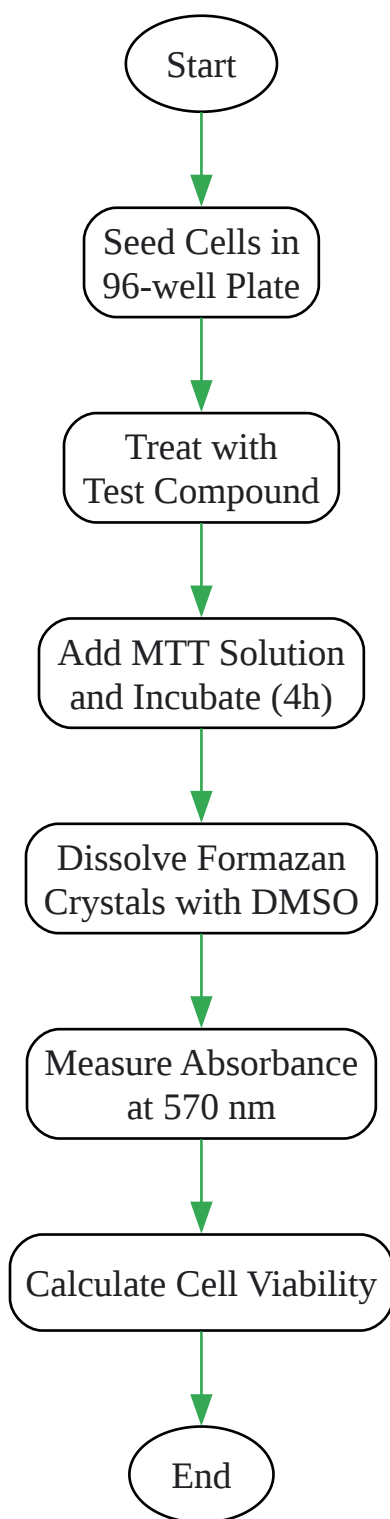 Start
Seed Cells in
96-well Plate
Treat with
Test Compound
Add MTT Solution
and Incubate (4h)
Dissolve Formazan
Crystals with DMSO
Measure Absorbance
at 570 nm
Calculate Cell Viability
End